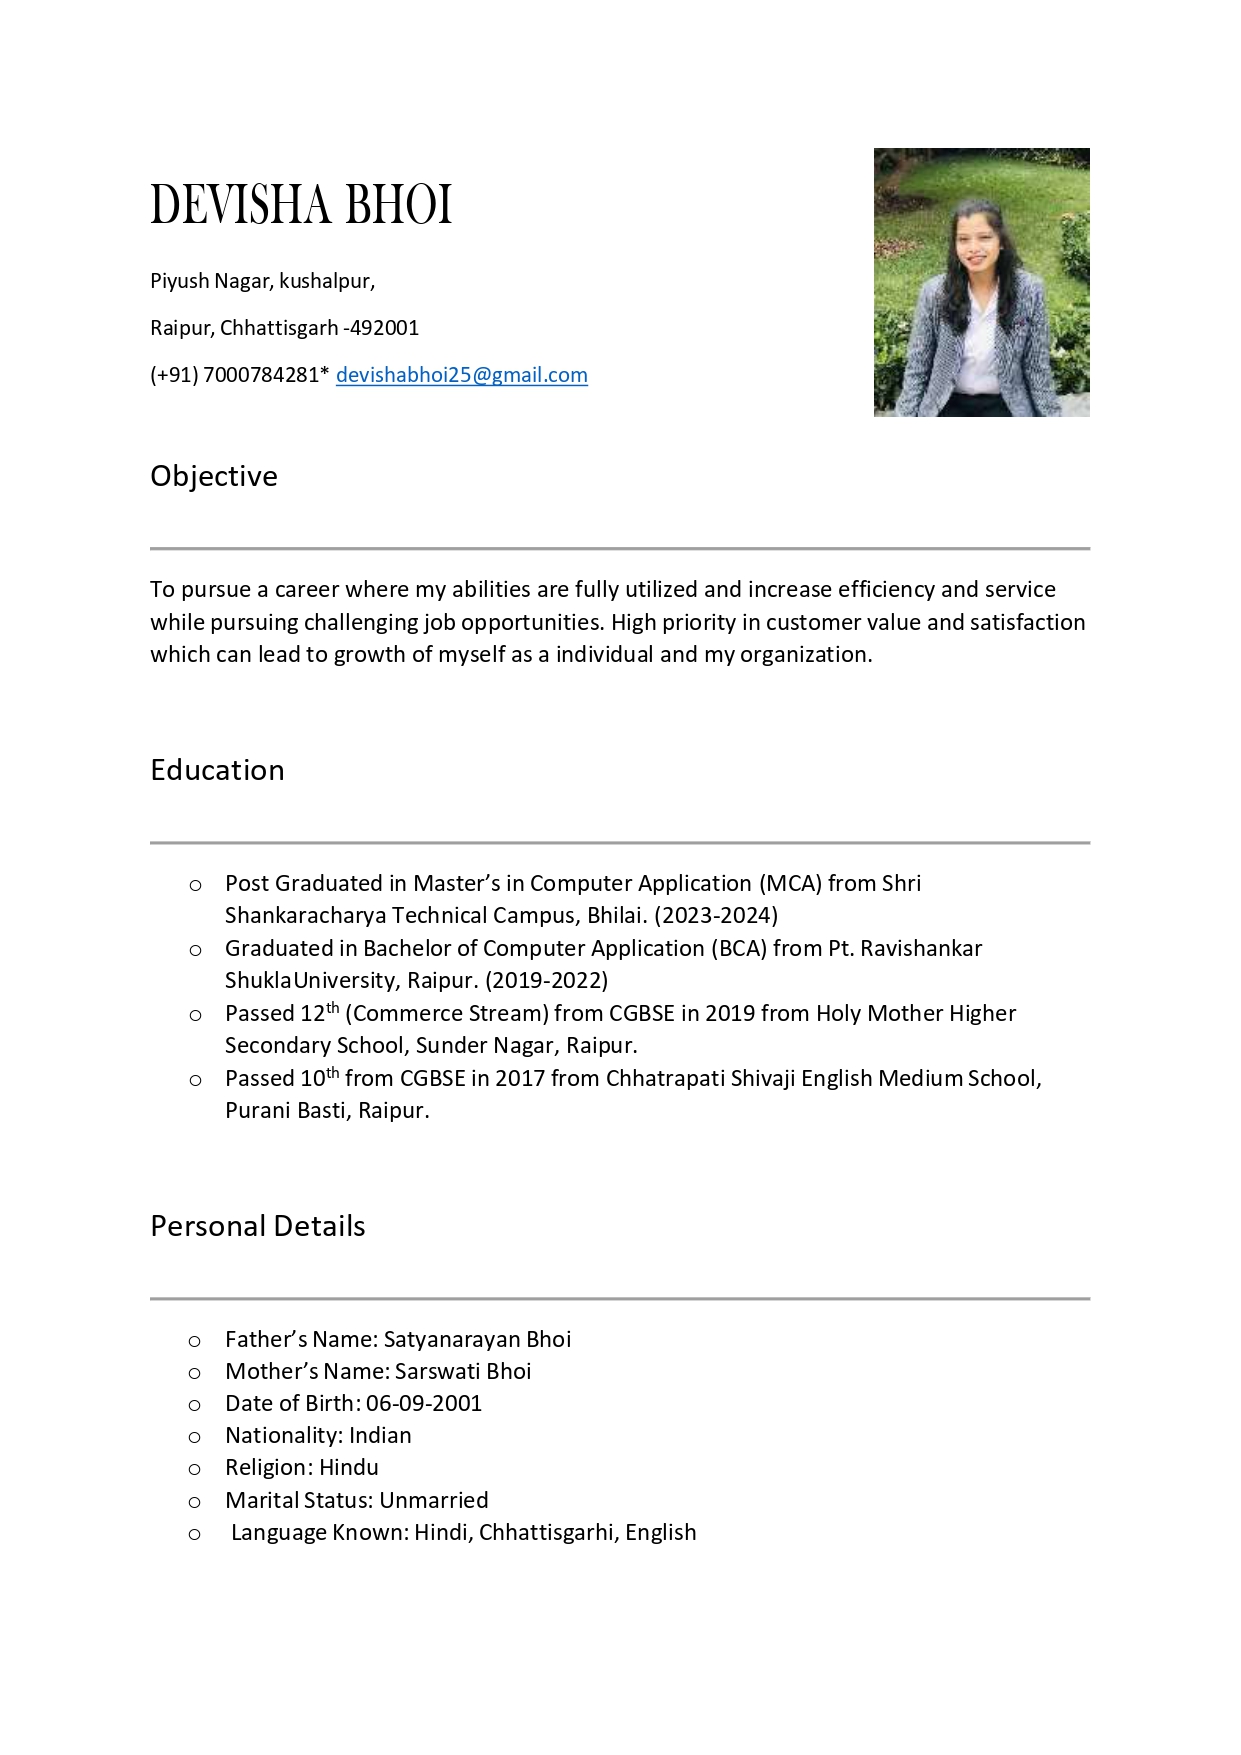 DEVISHA BHOI
Piyush Nagar, kushalpur,
Raipur, Chhattisgarh -492001
(+91) 7000784281* devishabhoi25@gmail.com
Objective
To pursue a career where my abilities are fully utilized and increase efficiency and service
while pursuing challenging job opportunities. High priority in customer value and satisfaction
which can lead to growth of myself as a individual and my organization.
Education
o Post Graduated in Master’s in Computer Application (MCA) from Shri
Shankaracharya Technical Campus, Bhilai. (2023-2024)
o Graduated in Bachelor of Computer Application (BCA) from Pt. Ravishankar
ShuklaUniversity, Raipur. (2019-2022)
o Passed 12th (Commerce Stream) from CGBSE in 2019 from Holy Mother Higher
Secondary School, Sunder Nagar, Raipur.
o Passed 10th from CGBSE in 2017 from Chhatrapati Shivaji English Medium School,
Purani Basti, Raipur.
Personal Details
o Father’s Name: Satyanarayan Bhoi
o Mother’s Name: Sarswati Bhoi
o Date of Birth: 06-09-2001
o Nationality: Indian
o Religion: Hindu
o Marital Status: Unmarried
o Language Known: Hindi, Chhattisgarhi, English